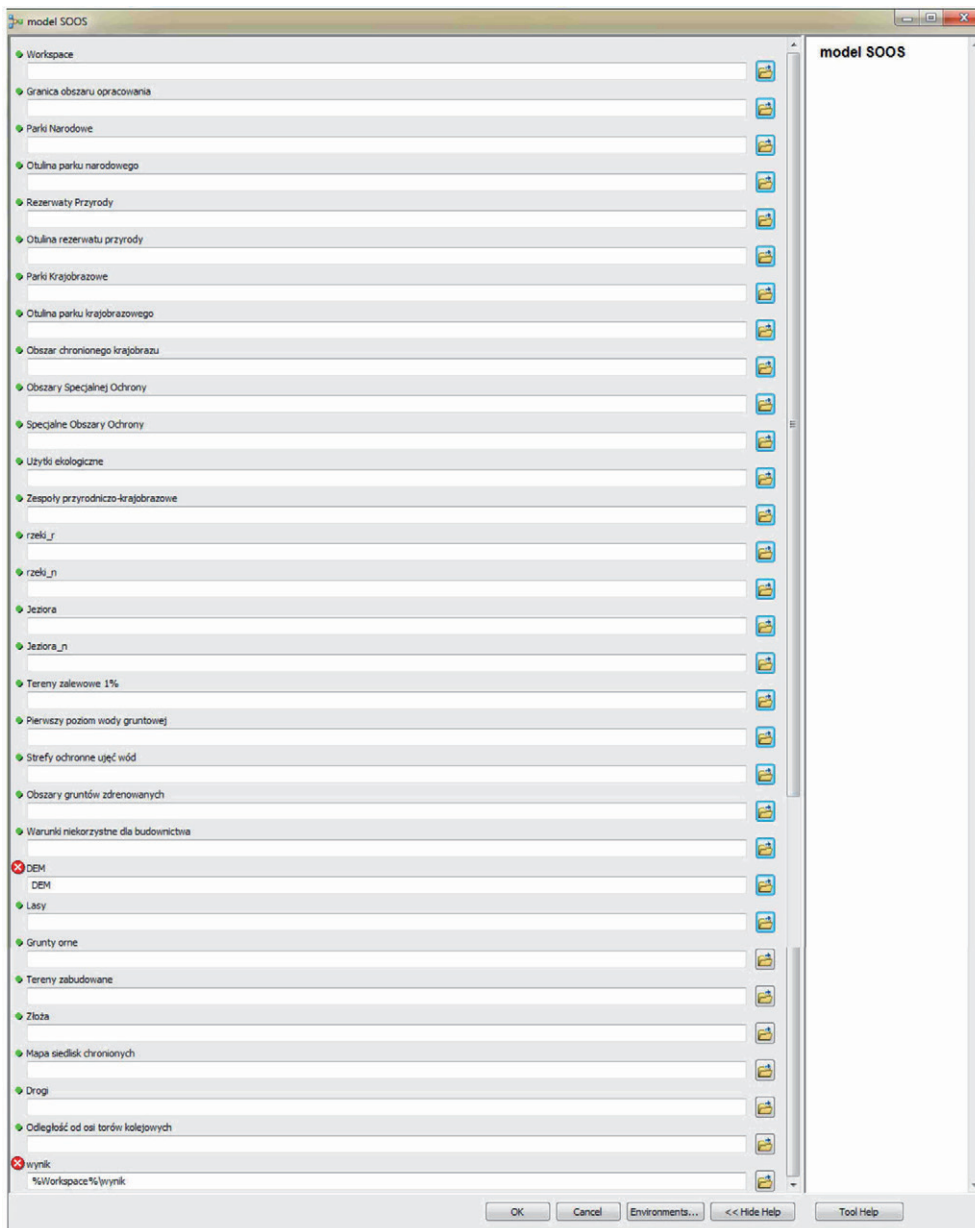 model SOOS
model SOOS
Workspace
Granica obszaru opracowania
Parki Narodowe
Otulina parku narodowego
Rezerwaty Przyrody
Otulina rezerwatu przyrody
Parki Krajobrazowe
Otulina parku krajobrazowego
Obszar chronionego krajobrazu
Obszary Specjalnej Ochrony
Specjalne Obszary Ochrony
Użytki ekologiczne
Zespoły przyrodniczo-krajobrazowe
rzeki_r
rzeki_n
Jeziora
Jeziora_n
Tereny zalewowe 1%
Pierwszy poziom wody gruntowej
Strefy ochronne ujęć wód
Obszary gruntów zdrenowanych
Warunki niekorzystne dla budownictwa
DEM
DEM
Lasy
Grunty orne
Tereny zabudowane
Złoża
Mapa siedlisk chronionych
Drogi
Odległość od osi torów kolejowych
wynik
%Workspace%\wynik
OK Cancel Environments... << Hide Help Tool Help